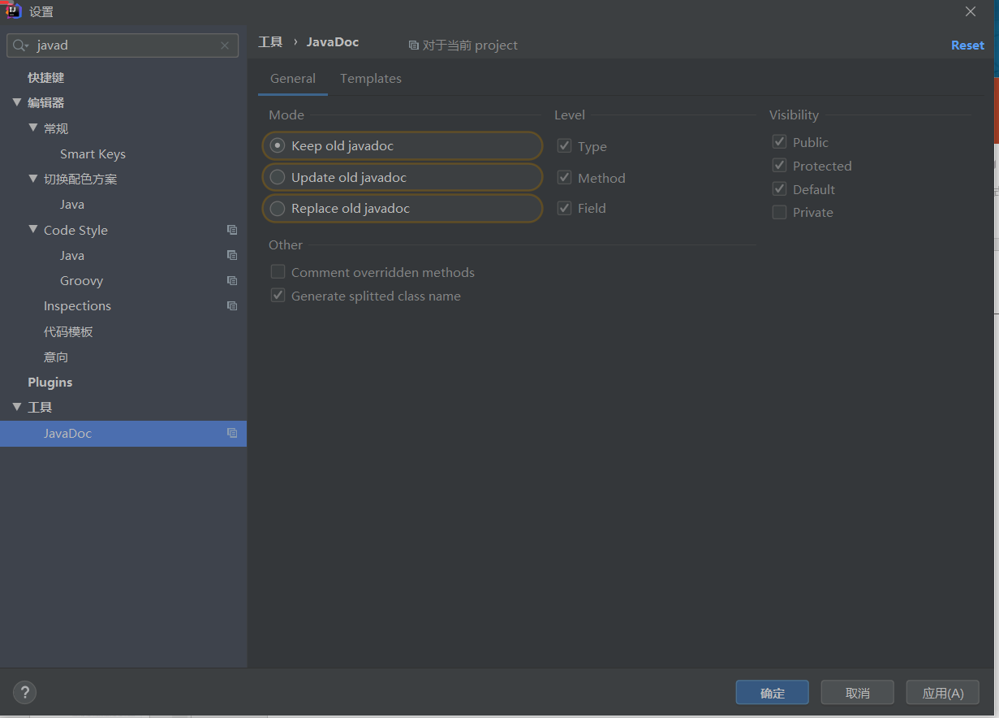 设置
javad
快捷键
编辑器
常规
Smart Keys
切换配色方案
Java
Code Style
Java
Groovy
Inspections
代码模板
意向
Plugins
工具
JavaDoc
工具 › JavaDoc 对于当前 project Reset
General Templates
Mode Level Visibility
Keep old javadoc Type Public
Update old javadoc Method Protected
Replace old javadoc Field Default
Private
Other
Comment overridden methods
Generate splitted class name
? 确定 取消 应用(A)